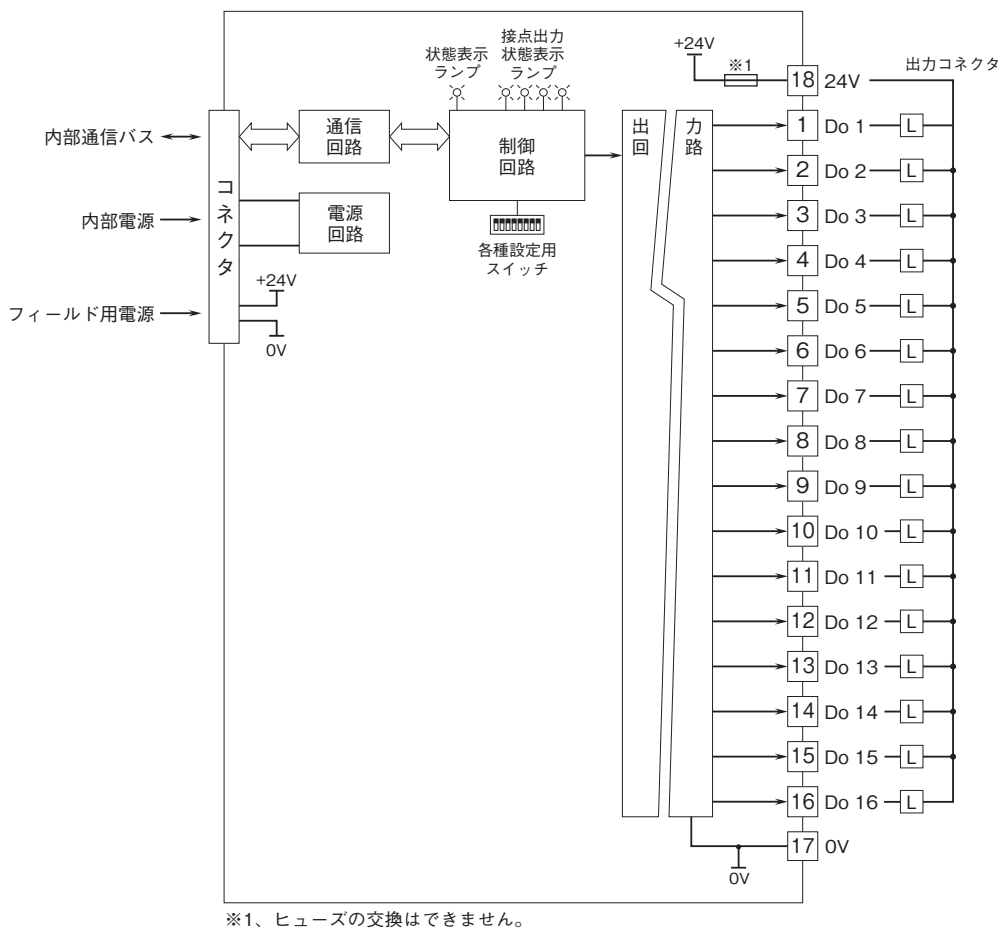 状態表示
ランプ
接点出力
状態表示
ランプ
+24V
※1
18 24V
出力コネクタ
内部通信バス
通信
回路
制御
回路
出力
回路
1 Do 1 L
2 Do 2 L
内部電源
コネクタ
電源
回路
各種設定用
スイッチ
3 Do 3 L
4 Do 4 L
+24V
フィールド用電源
0V
5 Do 5 L
6 Do 6 L
7 Do 7 L
8 Do 8 L
9 Do 9 L
10 Do 10 L
11 Do 11 L
12 Do 12 L
13 Do 13 L
14 Do 14 L
15 Do 15 L
16 Do 16 L
17 0V
0V
※1、ヒューズの交換はできません。